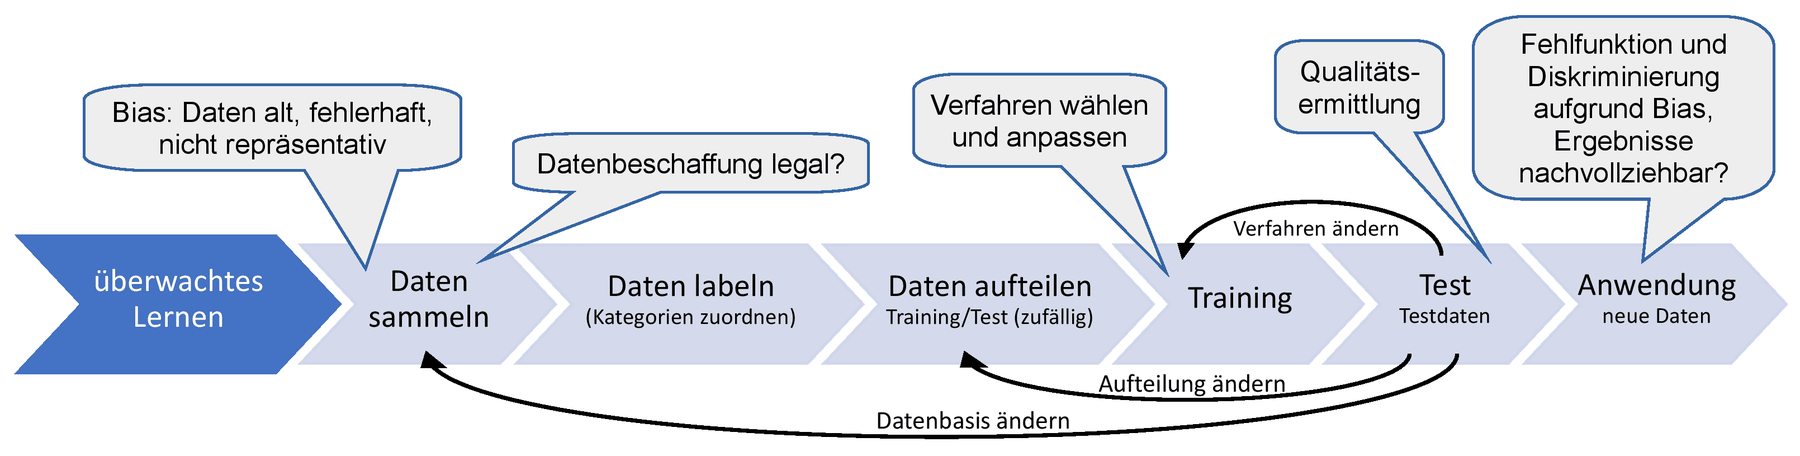 Bias: Daten alt, fehlerhaft,
nicht repräsentativ
Datenbeschaffung legal?
Verfahren wählen
und anpassen
Qualitäts-
ermittlung
Fehlfunktion und
Diskriminierung
aufgrund Bias,
Ergebnisse
nachvollziehbar?
Verfahren ändern
überwachtes
Lernen
Daten
sammeln
Daten labeln
(Kategorien zuordnen)
Daten aufteilen
Training/Test (zufällig)
Training
Test
Testdaten
Anwendung
neue Daten
Aufteilung ändern
Datenbasis ändern